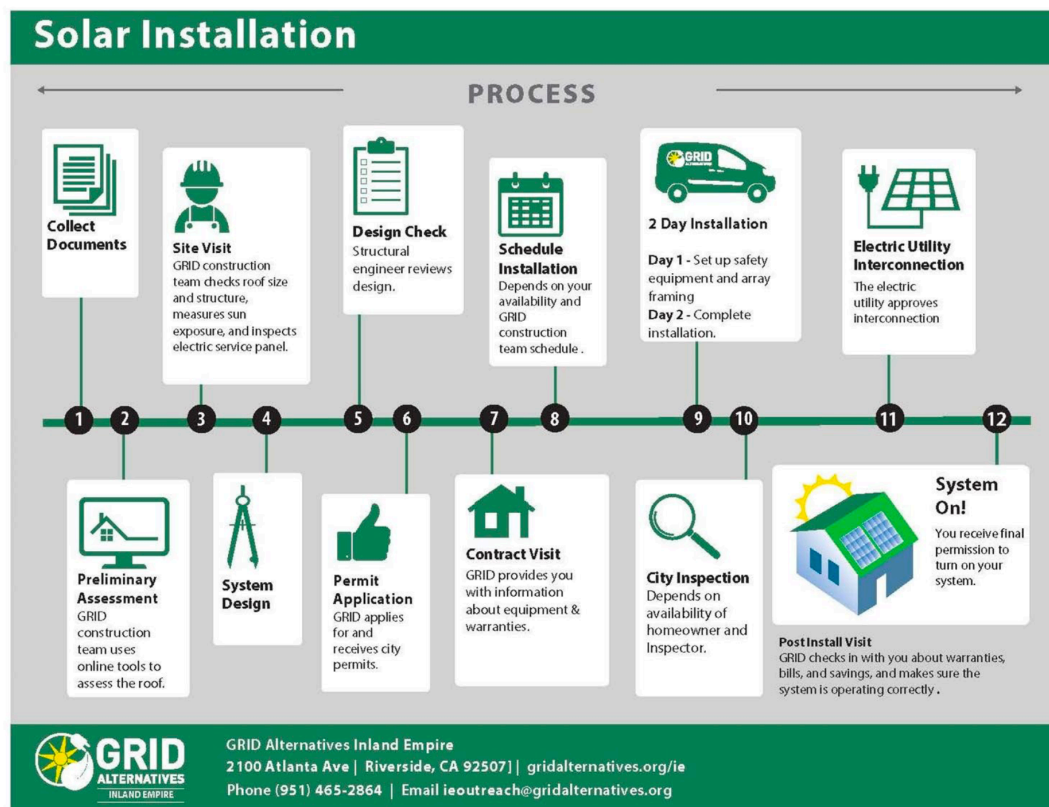 Solar Installation
PROCESS
Collect
Documents
1
2
Preliminary
Assessment
GRID
construction
team uses
online tools to
assess the roof.
Site Visit
GRID construction
team checks roof size
and structure,
measures sun
exposure, and inspects
electric service panel.
3
4
System
Design
Design Check
Structural
engineer reviews
design.
5
6
Permit
Application
GRID applies
for and
receives city
permits.
7
Contract Visit
GRID provides you
with information
about equipment &
warranties.
Schedule
Installation
Depends on your
availability and
GRID
construction
team schedule .
8
GRID
ALTERNATIVES
2 Day Installation
Day 1 - Set up safety
equipment and array
framing
Day 2 - Complete
installation.
9
10
City Inspection
Depends on
availability of
homeowner and
Inspector.
Electric Utility
Interconnection
The electric
utility approves
interconnection
11
12
System
On!
You receive final
permission to
turn on your
system.
Post Install Visit
GRID checks in with you about warranties,
bills, and savings, and makes sure the
system is operating correctly .
GRID
ALTERNATIVES
INLAND EMPIRE
GRID Alternatives Inland Empire
2100 Atlanta Ave | Riverside, CA 92507] | gridalternatives.org/ie
Phone (951) 465-2864 | Email ieoutreach@gridalternatives.org